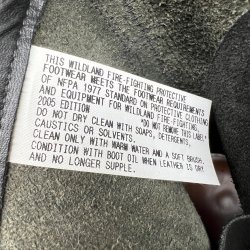 THIS WILDLAND FIRE-FIGHTING PROTECTIVE
FOOTWEAR MEETS THE FOOTWEAR REQUIREMENTS
OF NFPA 1977 STANDARD ON PROTECTIVE CLOTHING
AND EQUIPMENT FOR WILDLAND FIRE-FIGHTING,
2005 EDITION "DO NOT REMOVE THIS LABEL"
DO NOT DRY CLEAN WITH SOAPS, DETERGENTS,
CAUSTICS OR SOLVENTS.
CLEAN ONLY WITH WARM WATER AND A SOFT BRUSH.
CONDITION WITH BOOT OIL WHEN LEATHER IS DRY
AND NO LONGER SUPPLE.